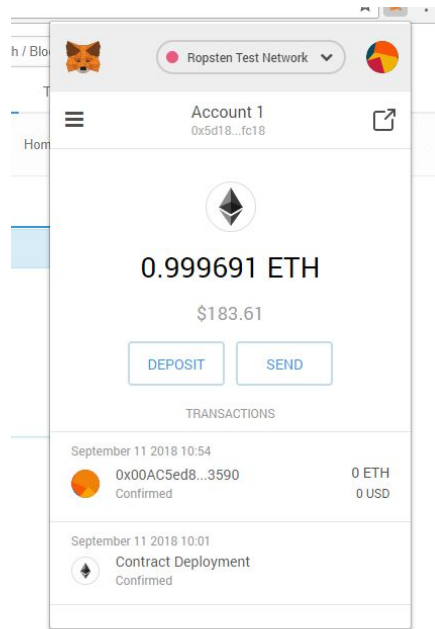 h / Blo
Ropsten Test Network
T
Account 1
0x5d18...fc18
Hom
0.999691 ETH
$183.61
DEPOSIT SEND
TRANSACTIONS
September 11 2018 10:54
0x00AC5ed8...3590 0 ETH
Confirmed 0 USD
September 11 2018 10:01
Contract Deployment
Confirmed